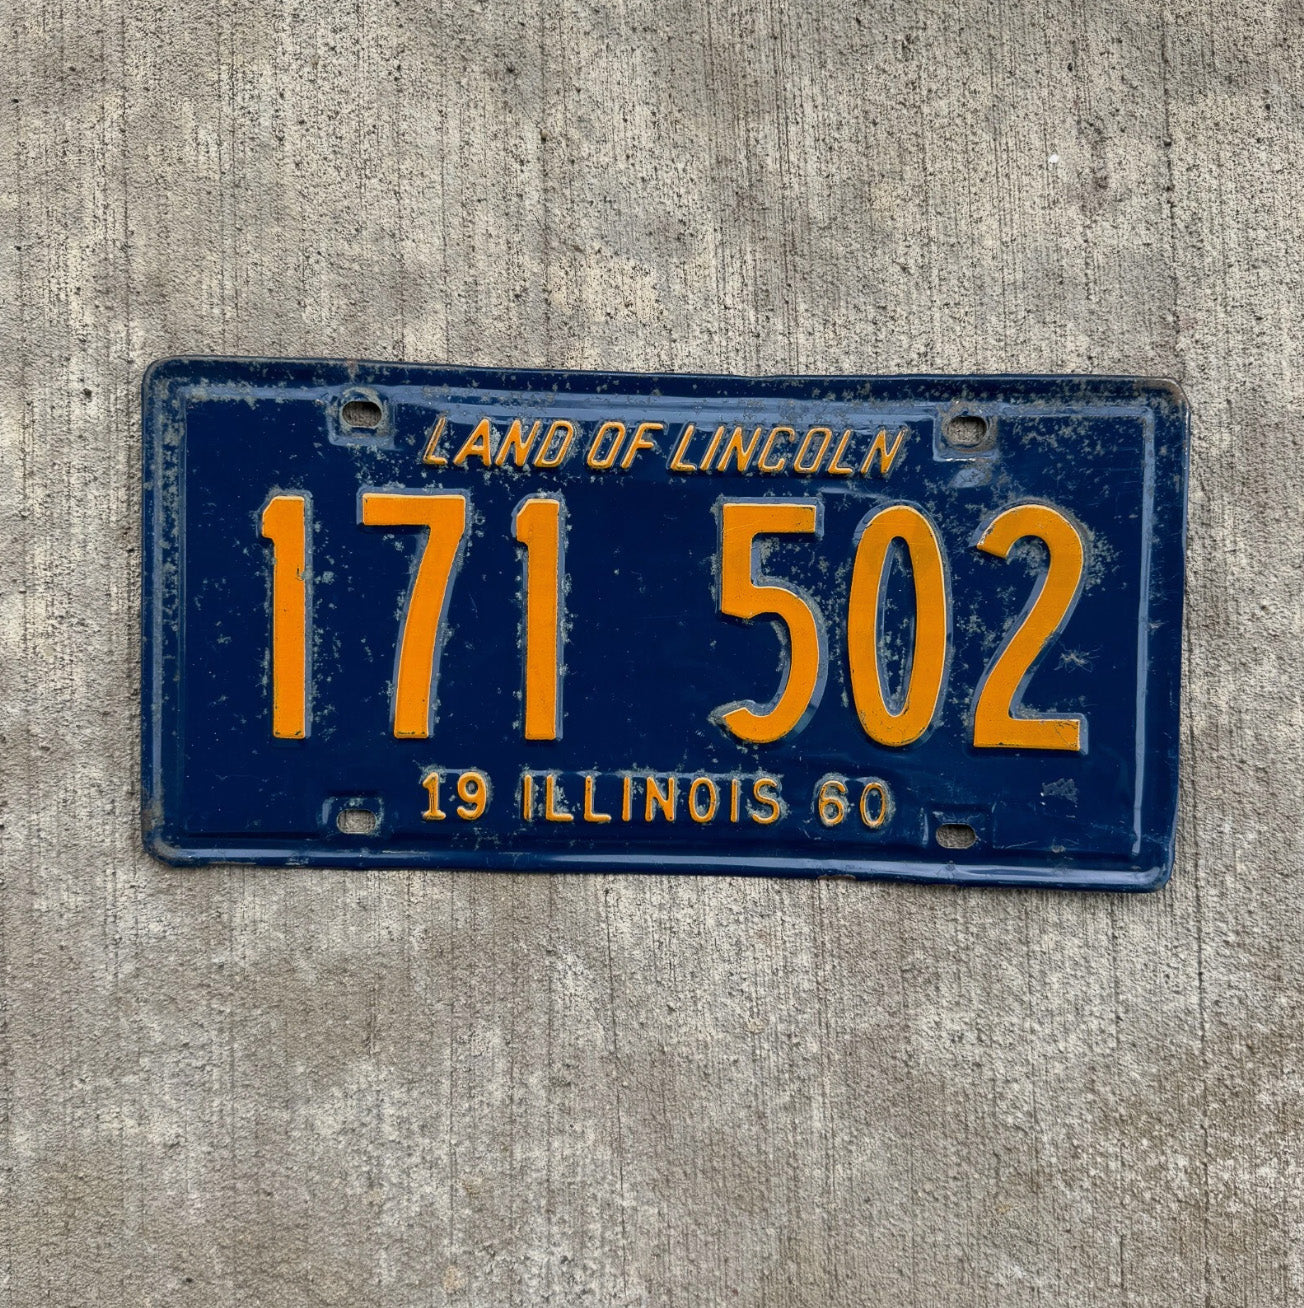 LAND OF LINCOLN
171 502
19 ILLINOIS 60